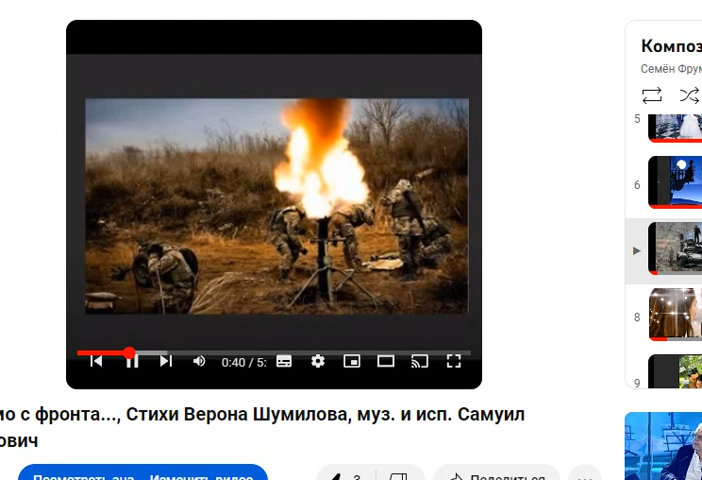 Композ
Семён Фрум
5
6
8
9
0:40 / 5:
мо с фронта..., Стихи Верона Шумилова, муз. и исп. Самуил
ович
3
Поделиться